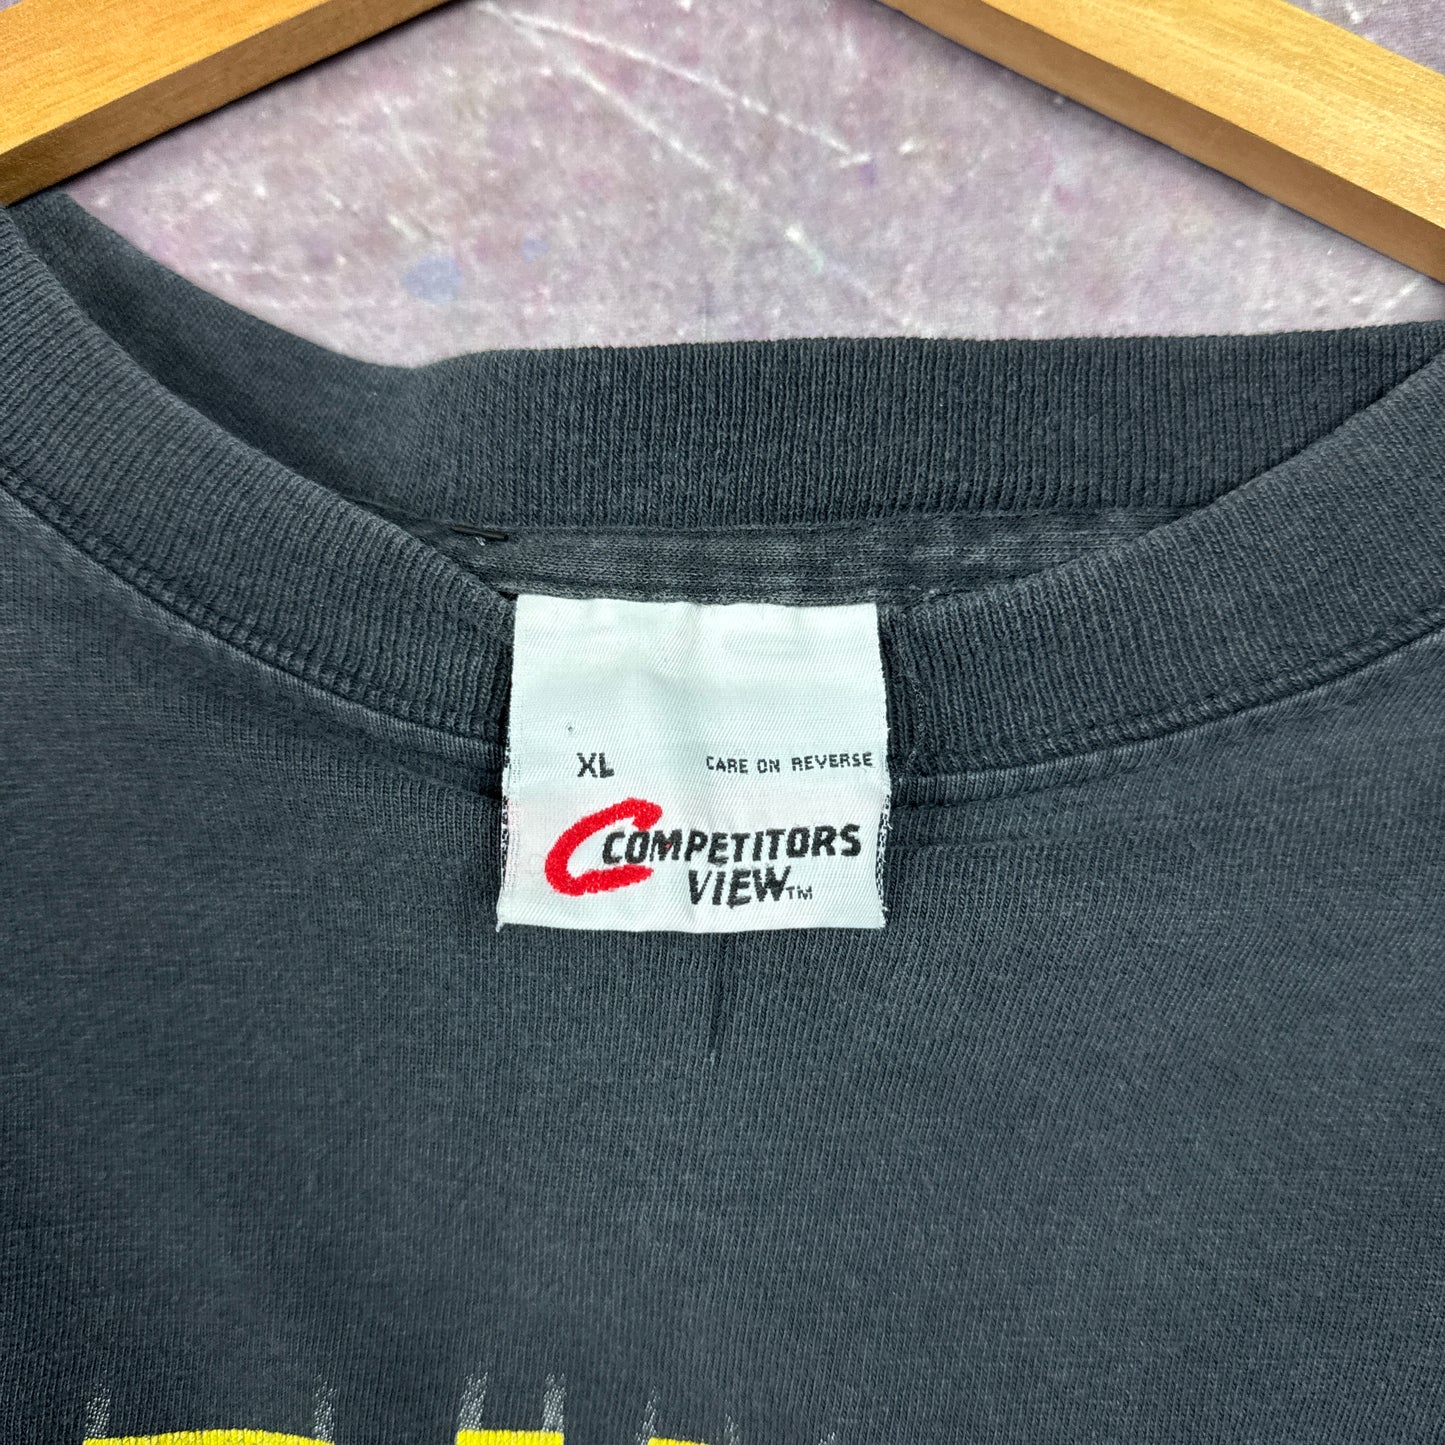 XL CARE ON REVERSE
COMPETITORS
VIEW™